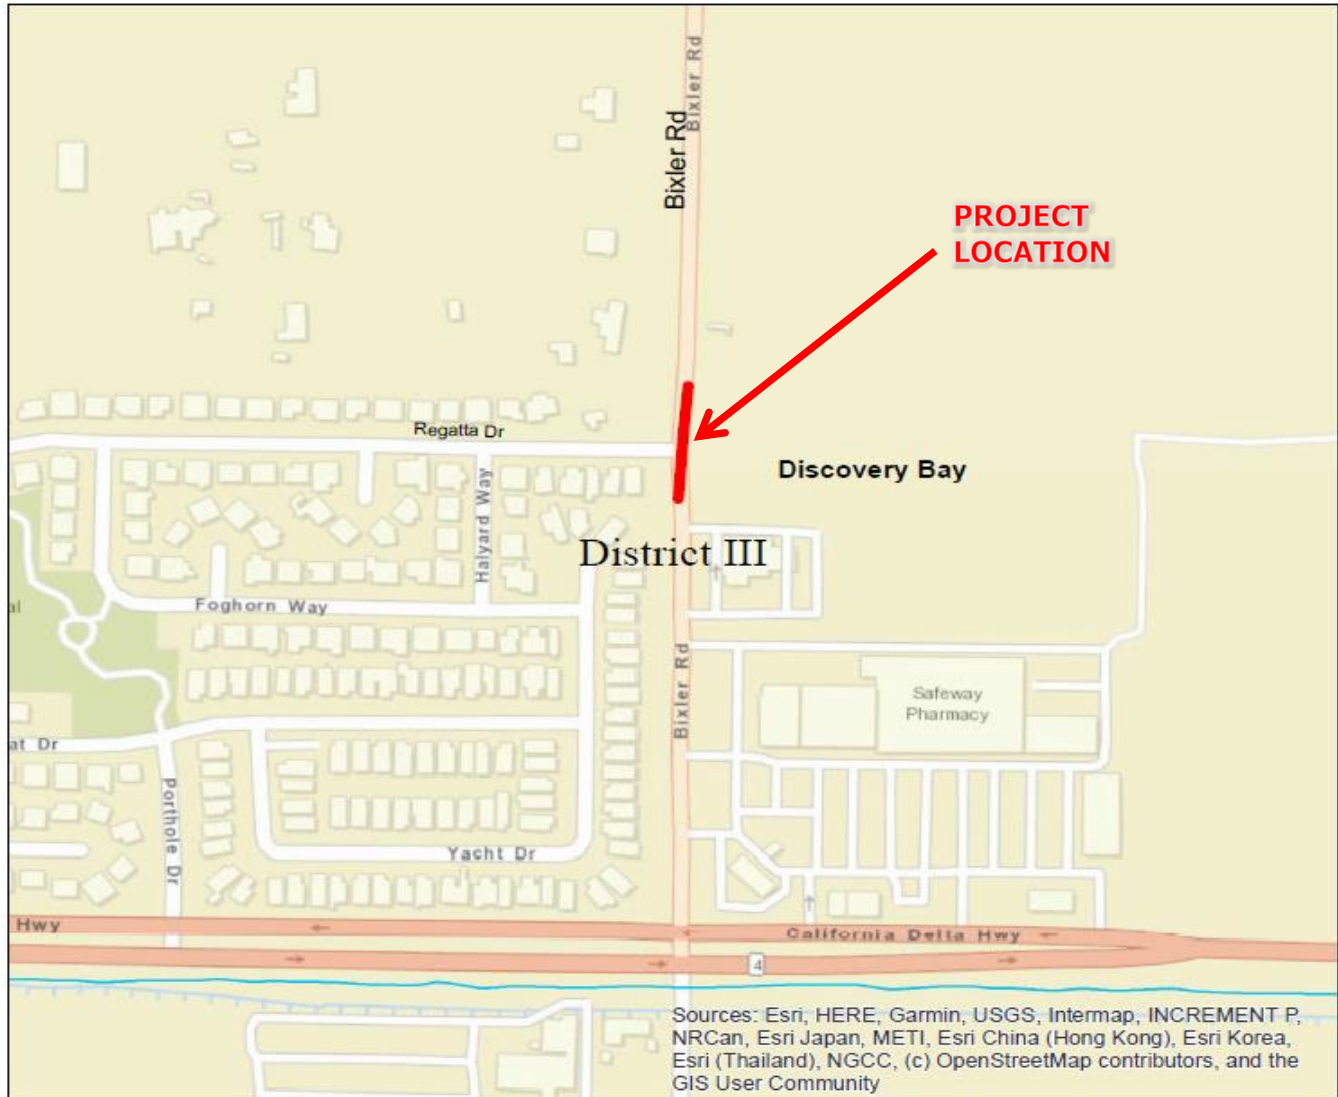 Bixler Rd
Bixler Rd
PROJECT
LOCATION
Regatta Dr
Discovery Bay
Halyard Way
District III
Foghorn Way
al
Bixler Rd
Safeway
Pharmacy
at Dr
Porthole Dr
Yacht Dr
Hwy
California Delta Hwy
4
Sources: Esri, HERE, Garmin, USGS, Intermap, INCREMENT P,
NRCan, Esri Japan, METI, Esri China (Hong Kong), Esri Korea,
Esri (Thailand), NGCC, (c) OpenStreetMap contributors, and the
GIS User Community